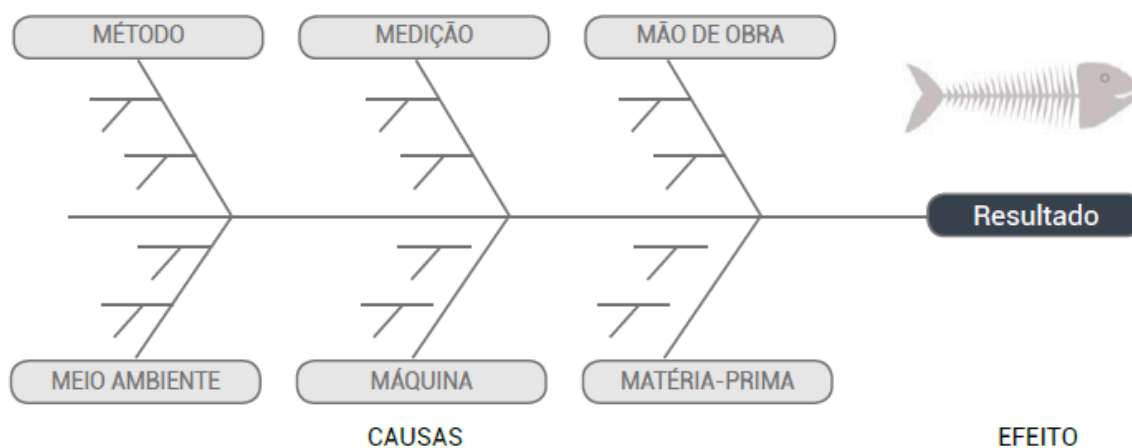 MÉTODO
MEDIÇÃO
MÃO DE OBRA
Resultado
MEIO AMBIENTE
MÁQUINA
MATÉRIA-PRIMA
CAUSAS
EFEITO